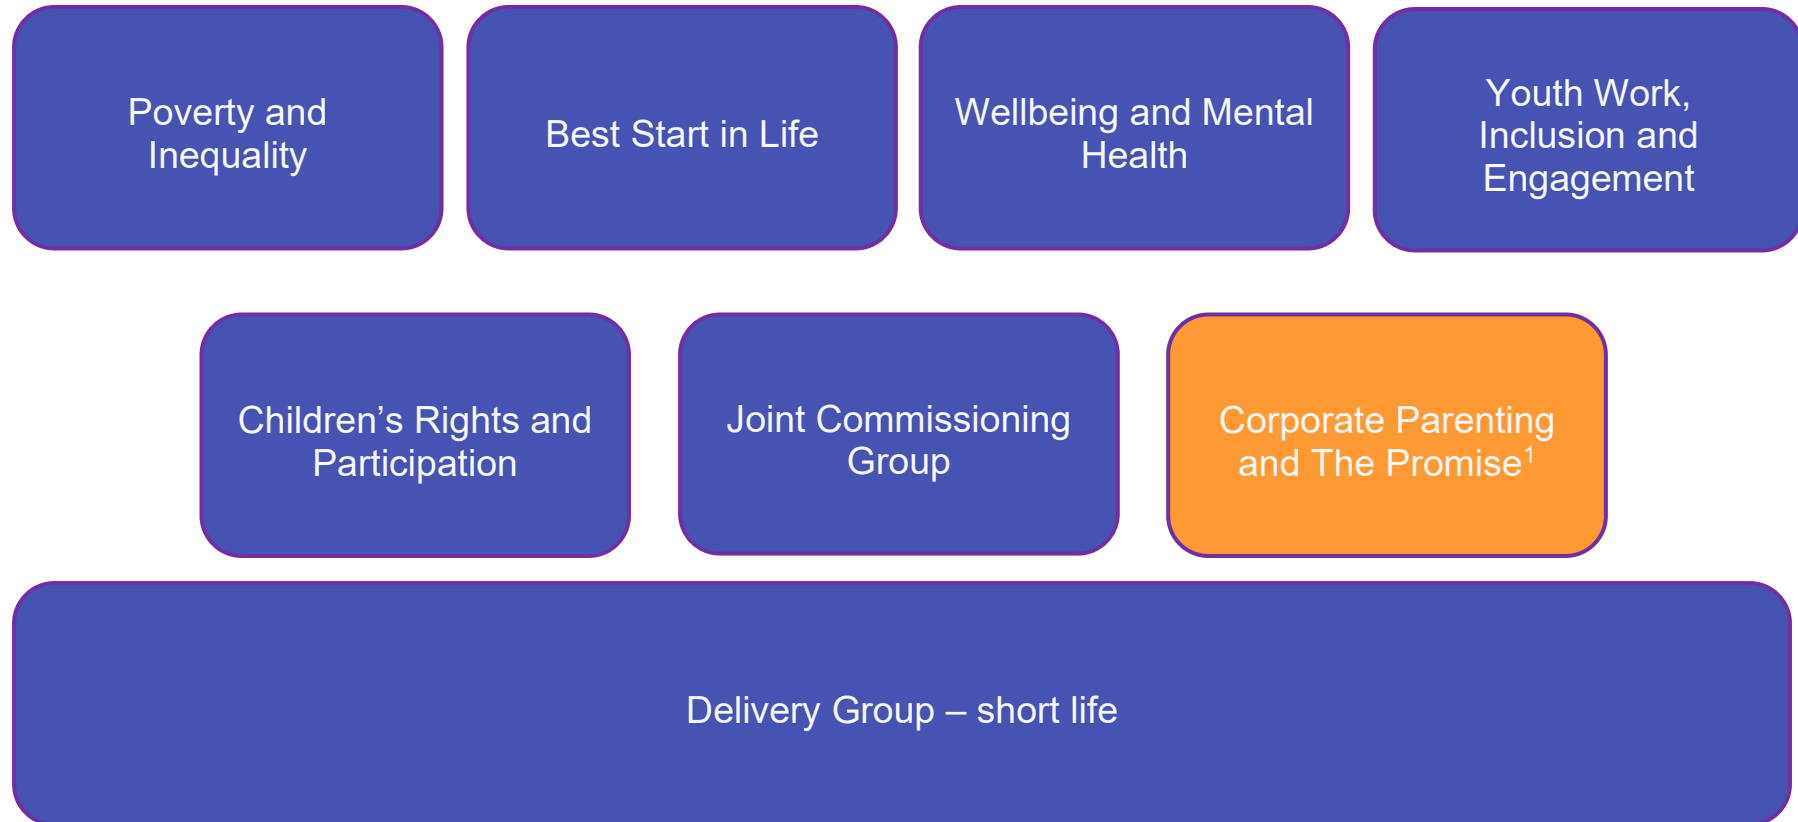 Poverty and
Inequality
Best Start in Life
Wellbeing and Mental
Health
Youth Work,
Inclusion and
Engagement
Children’s Rights and
Participation
Joint Commissioning
Group
Corporate Parenting
and The Promise¹
Delivery Group – short life